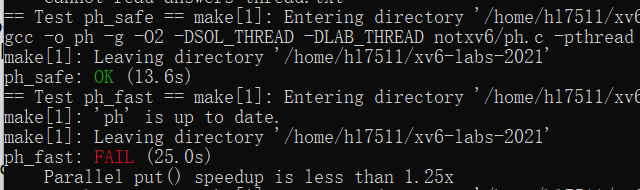 Cannot read answers-thread.txt
== Test ph_safe == make[1]: Entering directory '/home/h17511/xv6
gcc -o ph -g -O2 -DSOL_THREAD -DLAB_THREAD notxv6/ph.c -pthread
make[1]: Leaving directory '/home/h17511/xv6-labs-2021'
ph_safe: OK (13.6s)
== Test ph_fast == make[1]: Entering directory '/home/h17511/xv6
make[1]: 'ph' is up to date.
make[1]: Leaving directory '/home/h17511/xv6-labs-2021'
ph_fast: FAIL (25.0s)
Parallel put() speedup is less than 1.25x